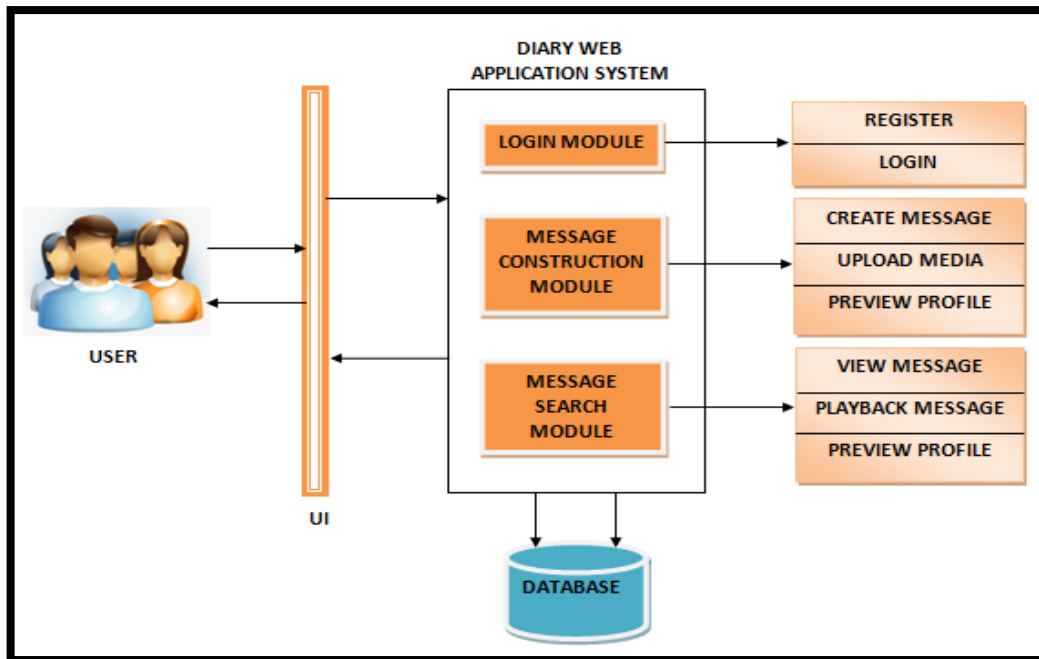 DIARY WEB
APPLICATION SYSTEM
LOGIN MODULE
REGISTER
LOGIN
MESSAGE
CONSTRUCTION
MODULE
CREATE MESSAGE
UPLOAD MEDIA
PREVIEW PROFILE
USER
MESSAGE
SEARCH
MODULE
VIEW MESSAGE
PLAYBACK MESSAGE
PREVIEW PROFILE
UI
DATABASE